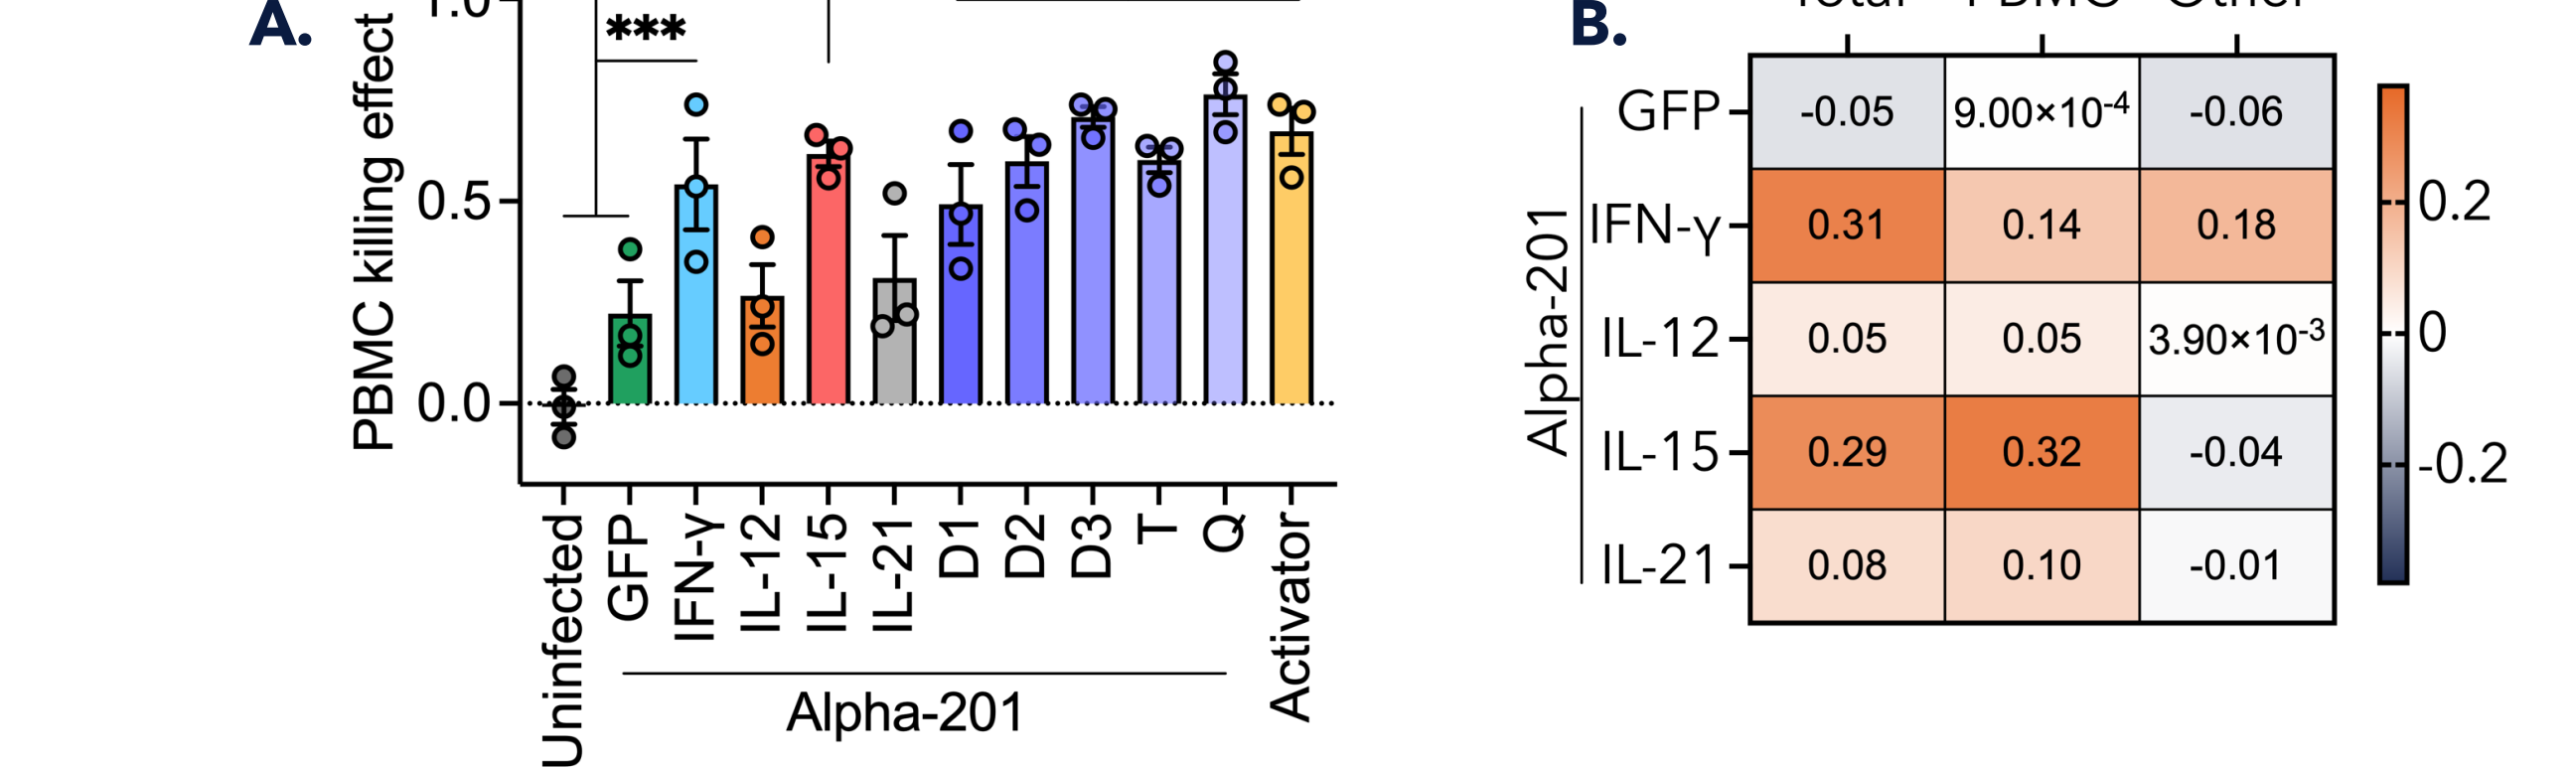 A.
PBMC killing effect
1.0
0.5
0.0
***
Uninfected
GFP
IFN-γ
IL-12
IL-15
IL-21
D1
D2
D3
T
Q
Activator
Alpha-201
B.
Total PBMC Other
Alpha-201
GFP -0.05 9.00×10⁻⁴ -0.06
IFN-γ 0.31 0.14 0.18
IL-12 0.05 0.05 3.90×10⁻³
IL-15 0.29 0.32 -0.04
IL-21 0.08 0.10 -0.01
0.2
0
-0.2